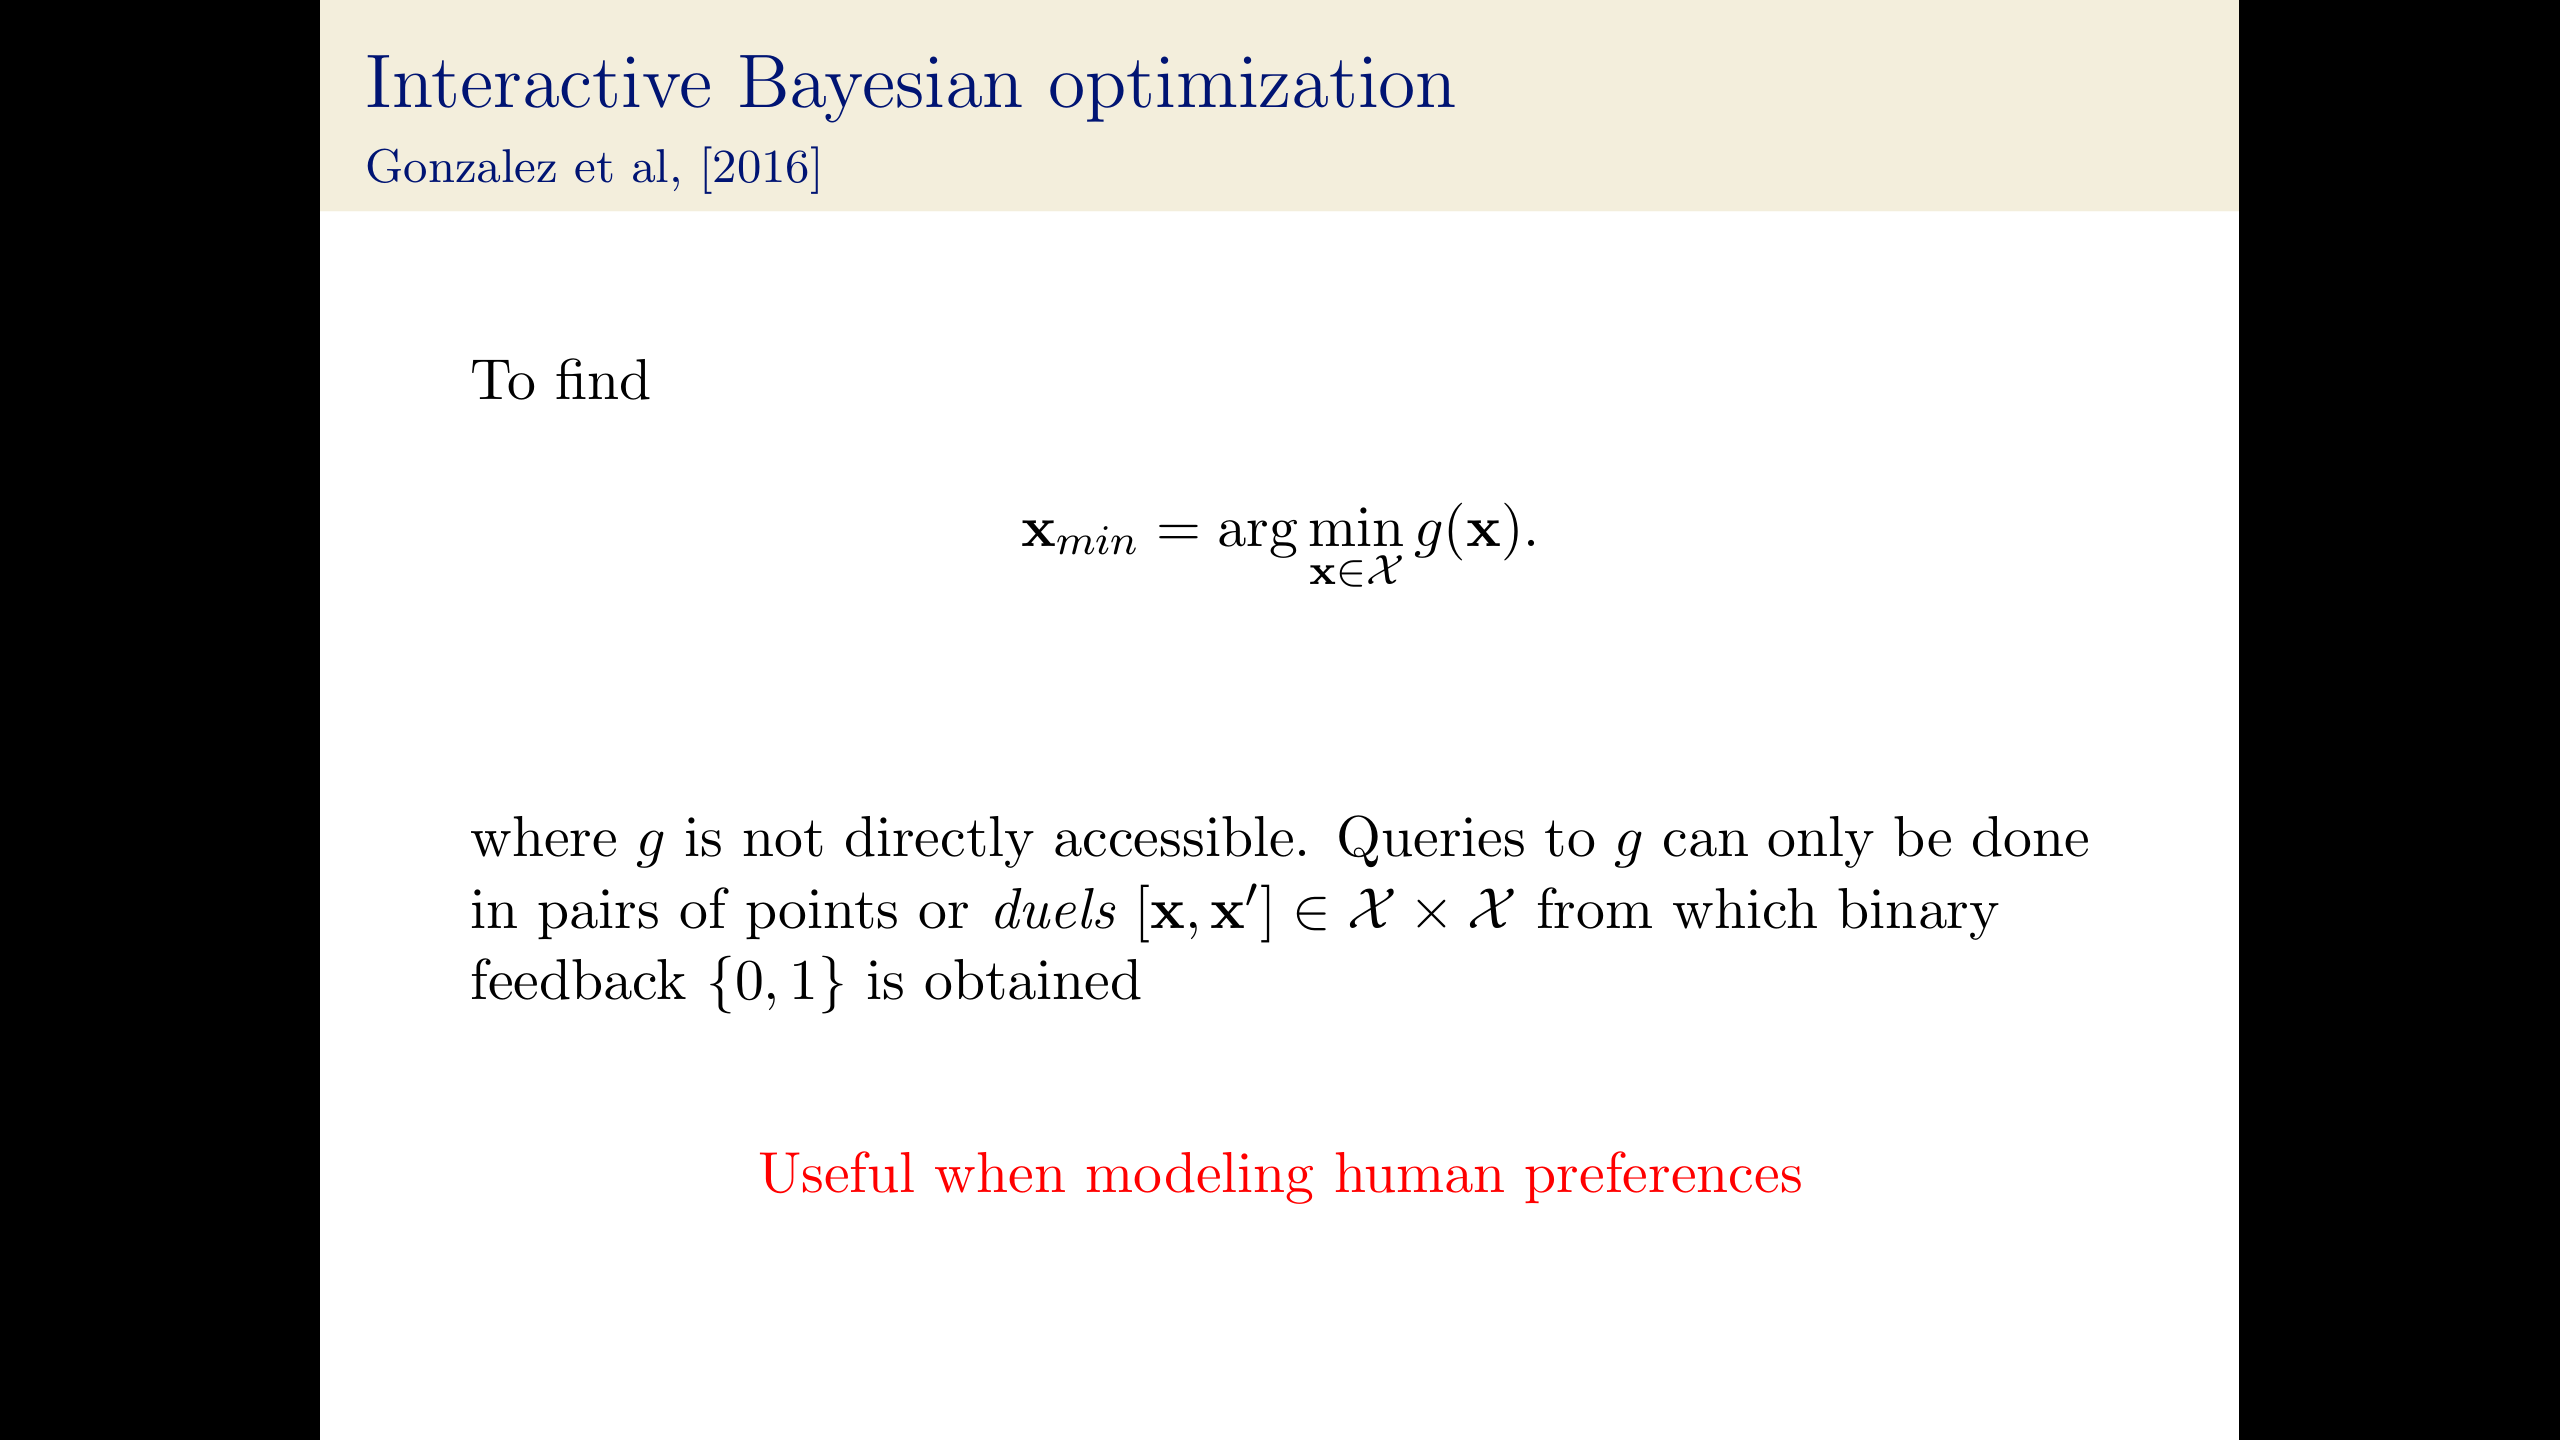 Interactive Bayesian optimization
Gonzalez et al, [2016]
To find
$\mathbf{x}_{min} = \arg\min_{\mathbf{x} \in \mathcal{X}} g(\mathbf{x}).$
where $g$ is not directly accessible. Queries to $g$ can only be done
in pairs of points or duels $[\mathbf{x}, \mathbf{x}'] \in \mathcal{X} \times \mathcal{X}$ from which binary
feedback $\{0, 1\}$ is obtained
Useful when modeling human preferences